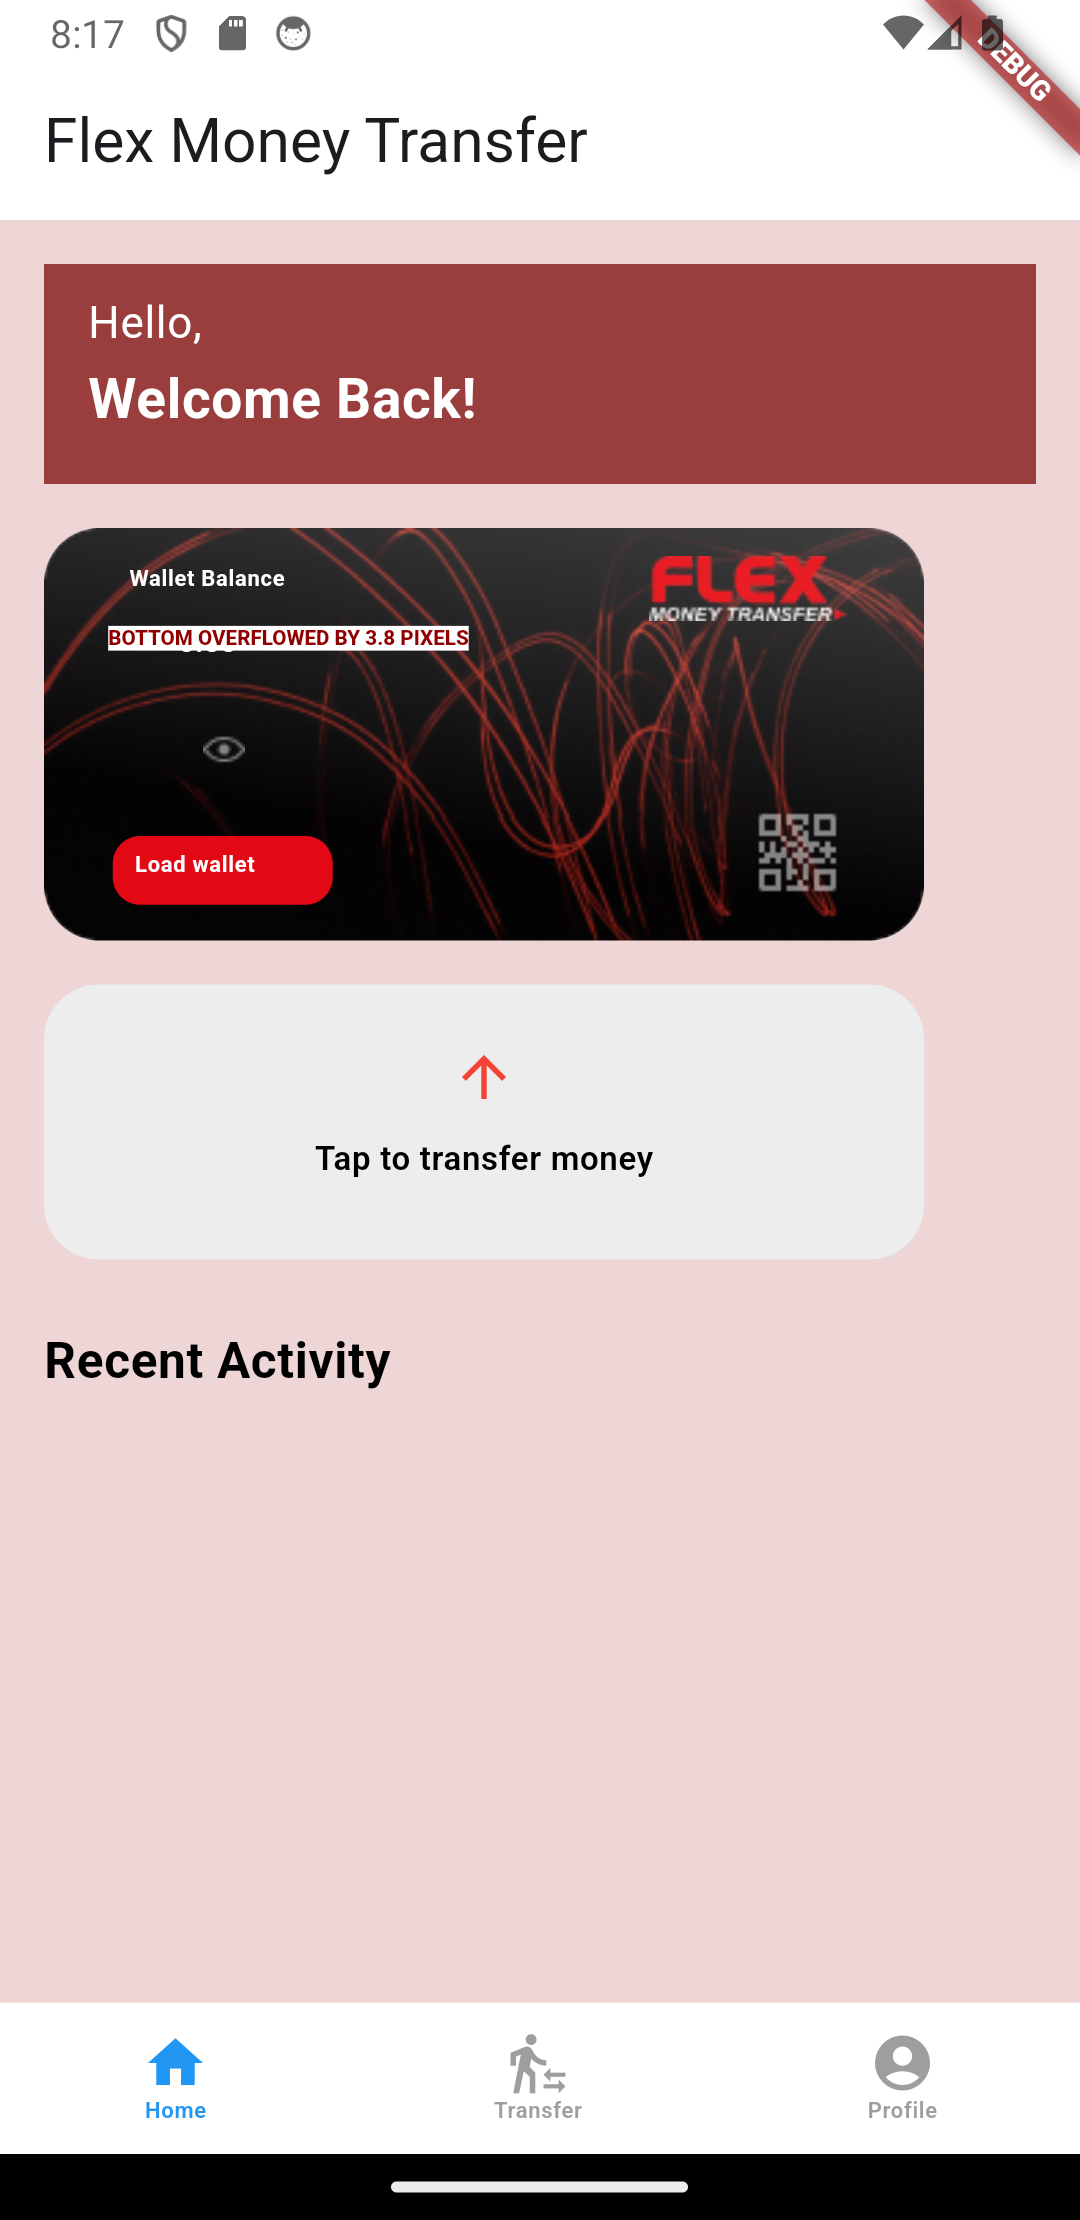 8:17
DEBUG
Flex Money Transfer
Hello,
Welcome Back!
Wallet Balance
FLEX
MONEY TRANSFER
BOTTOM OVERFLOWED BY 3.8 PIXELS
Load wallet
Tap to transfer money
Recent Activity
Home
Transfer
Profile